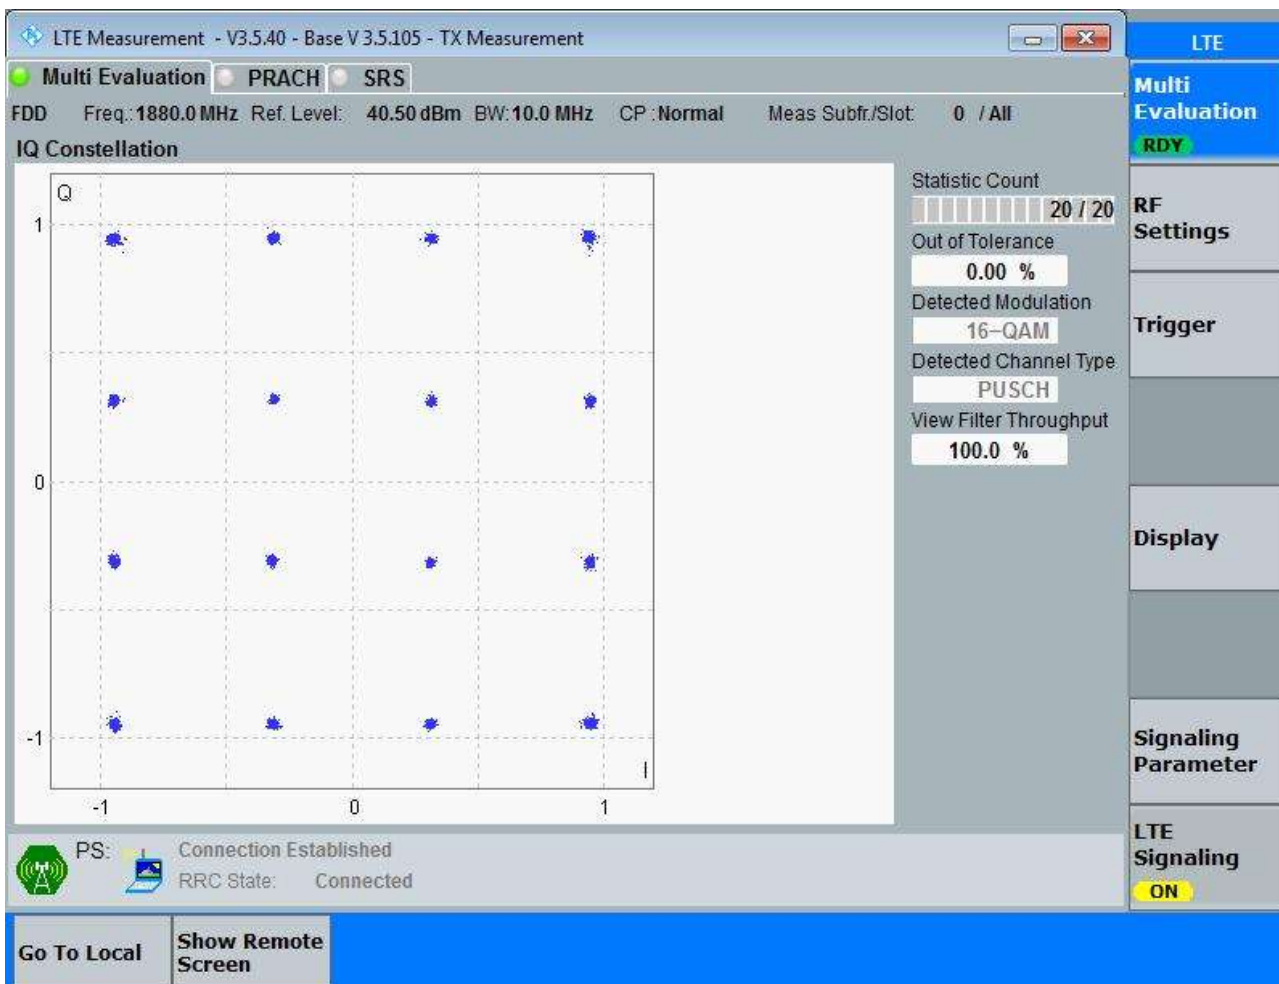 LTE Measurement - V3.5.40 - Base V 3.5.105 - TX Measurement
LTE
Multi Evaluation PRACH SRS
FDD Freq.: 1880.0 MHz Ref. Level: 40.50 dBm BW: 10.0 MHz CP : Normal Meas Subfr./Slot: 0 / All
IQ Constellation
Q
1
0
-1
-1 0 1
I
Statistic Count
20 / 20
Out of Tolerance
0.00 %
Detected Modulation
16-QAM
Detected Channel Type
PUSCH
View Filter Throughput
100.0 %
Multi
Evaluation
RDY
RF
Settings
Trigger
Display
Signaling
Parameter
LTE
Signaling
ON
PS: Connection Established
RRC State: Connected
Go To Local
Show Remote
Screen